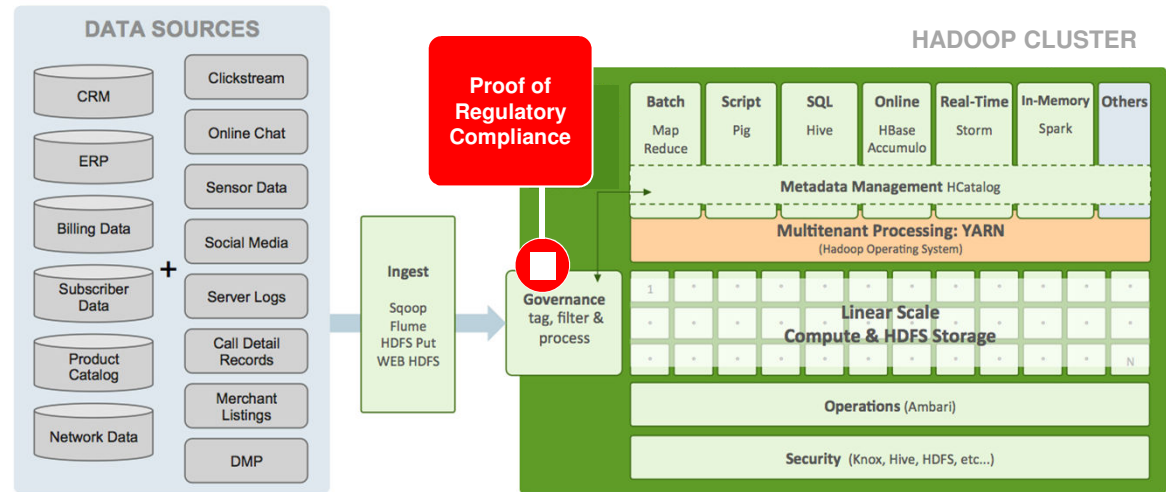 DATA SOURCES
CRM
ERP
Billing Data
Subscriber
Data
Product
Catalog
Network Data
+
Clickstream
Online Chat
Sensor Data
Social Media
Server Logs
Call Detail
Records
Merchant
Listings
DMP
Ingest
Sqoop
Flume
HDFS Put
WEB HDFS
Proof of
Regulatory
Compliance
Governance
tag, filter &
process
HADOOP CLUSTER
Batch
Map
Reduce
Script
Pig
SQL
Hive
Online
HBase
Accumulo
Real-Time
Storm
In-Memory
Spark
Others
Metadata Management HCatalog
Multitenant Processing: YARN
(Hadoop Operating System)
1
Linear Scale
Compute & HDFS Storage
N
Operations (Ambari)
Security (Knox, Hive, HDFS, etc...)